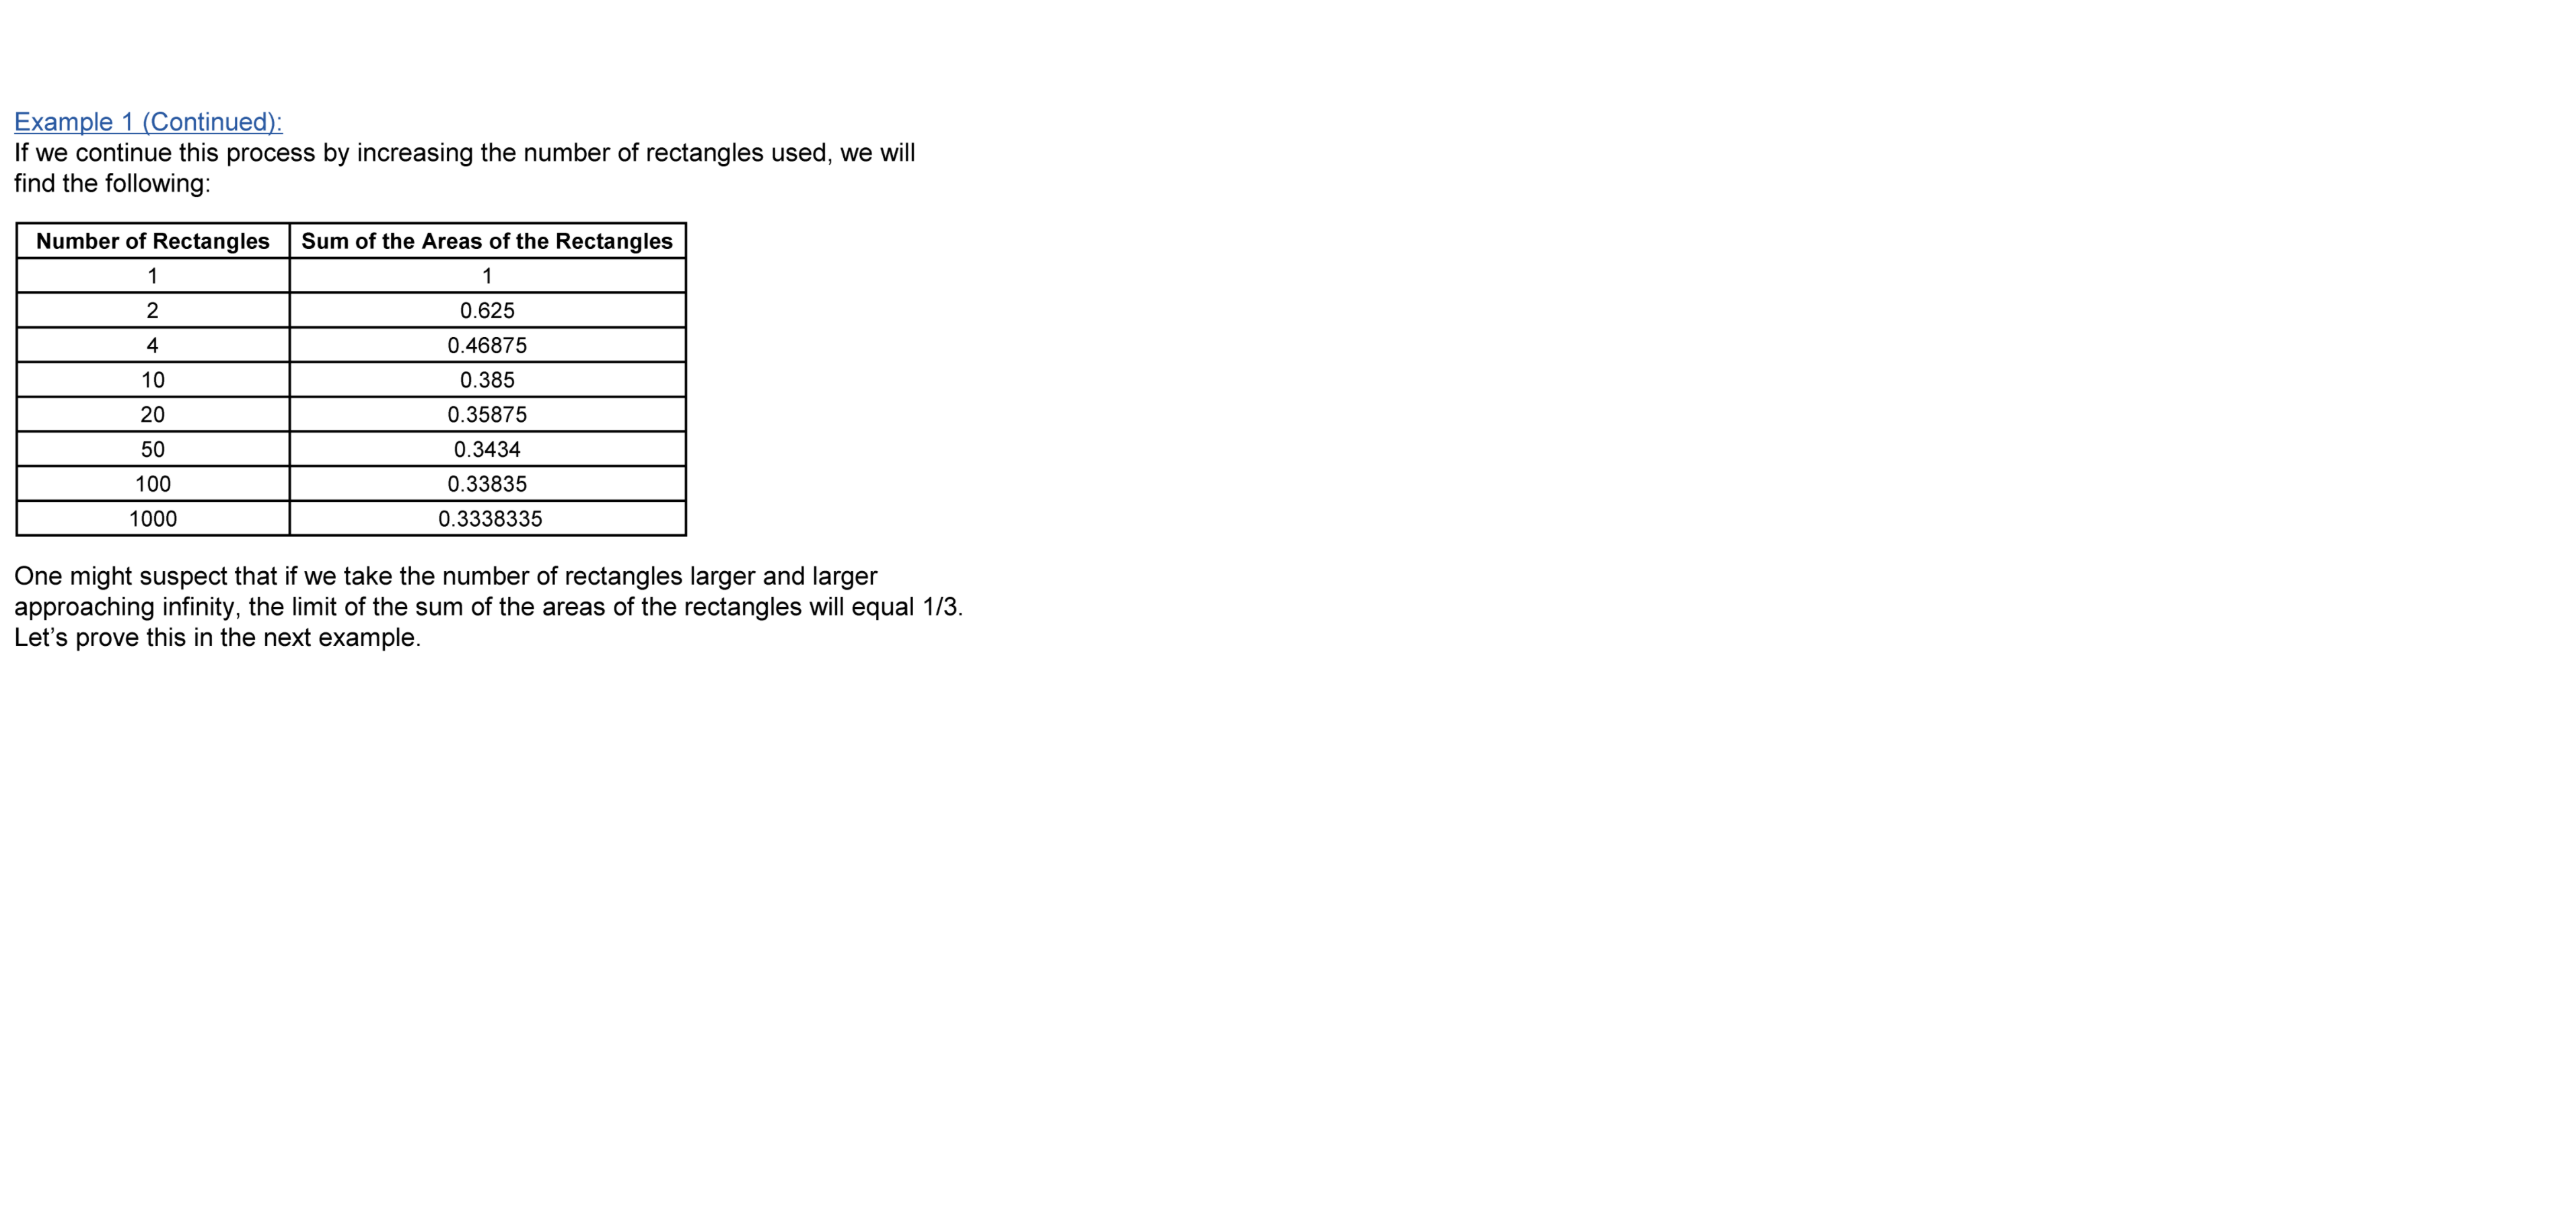 Example 1 (Continued):
If we continue this process by increasing the number of rectangles used, we will
find the following:
Number of Rectangles Sum of the Areas of the Rectangles
1 1
2 0.625
4 0.46875
10 0.385
20 0.35875
50 0.3434
100 0.33835
1000 0.3338335
One might suspect that if we take the number of rectangles larger and larger
approaching infinity, the limit of the sum of the areas of the rectangles will equal 1/3.
Let’s prove this in the next example.